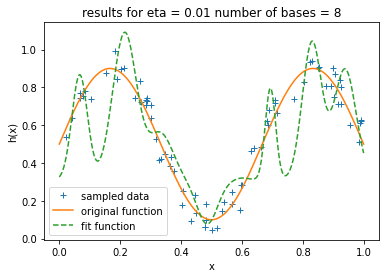 results for eta = 0.01 number of bases = 8
h(x)
1.0
0.8
0.6
0.4
0.2
0.0
sampled data
original function
fit function
0.0 0.2 0.4 0.6 0.8 1.0
x